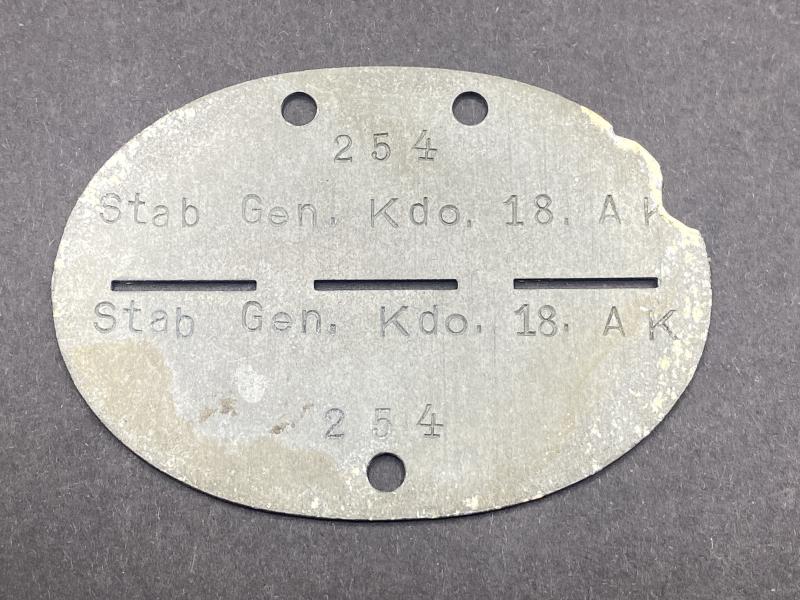 254
Stab Gen. Kdo. 18. A K
Stab Gen. Kdo. 18. A K.
254